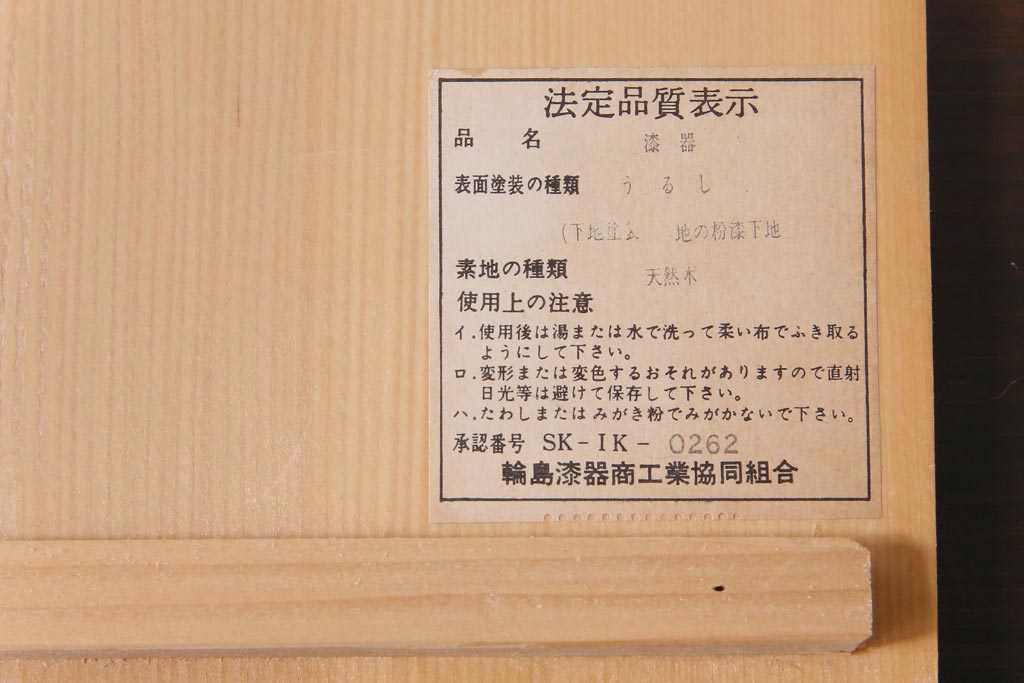 法定品質表示
品 名 漆 器
表面塗装の種類 う る し
(下地塗装 地の粉漆下地
素地の種類 天然木
使用上の注意
イ.使用後は湯または水で洗って柔い布でふき取る
ようにして下さい。
ロ.変形または変色するおそれがありますので直射
日光等は避けて保存して下さい。
ハ.たわしまたはみがき粉でみがかないで下さい。
承認番号 SK-IK-0262
輪島漆器商工業協同組合